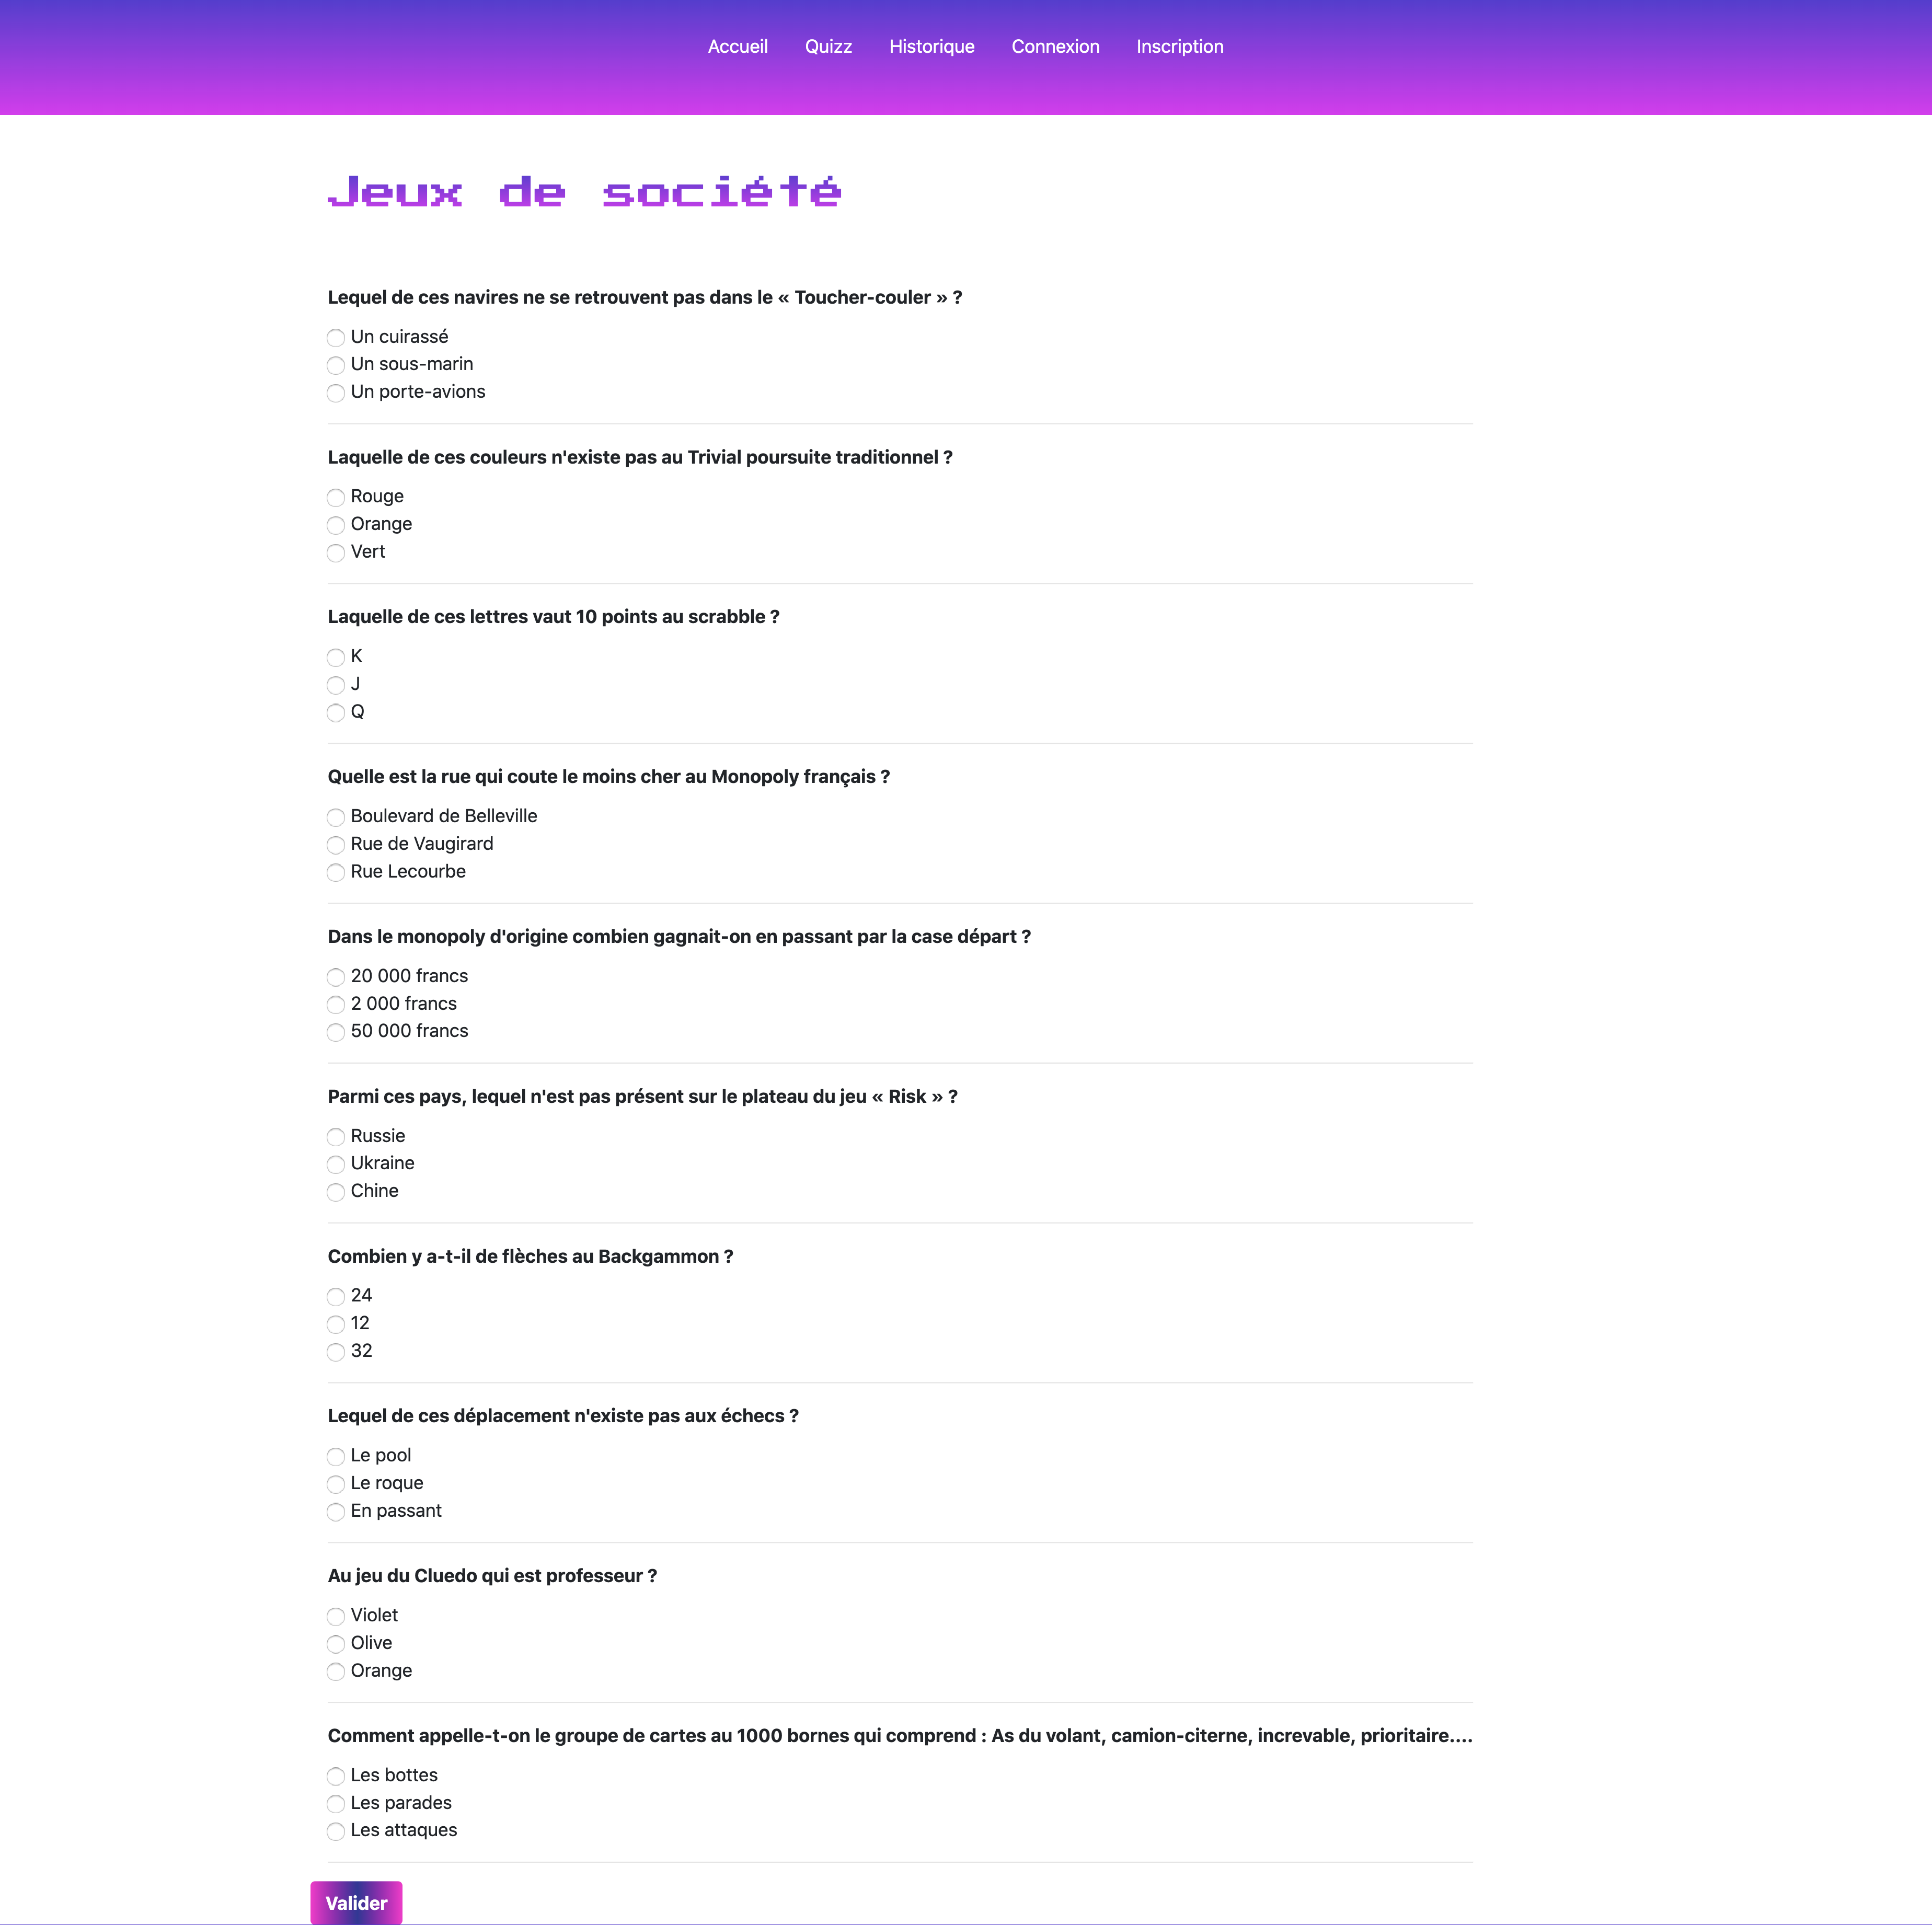 Accueil Quizz Historique Connexion Inscription
Jeux de société
Lequel de ces navires ne se retrouvent pas dans le « Toucher-couler » ?
Un cuirassé
Un sous-marin
Un porte-avions
Laquelle de ces couleurs n'existe pas au Trivial poursuite traditionnel ?
Rouge
Orange
Vert
Laquelle de ces lettres vaut 10 points au scrabble ?
K
J
Q
Quelle est la rue qui coute le moins cher au Monopoly français ?
Boulevard de Belleville
Rue de Vaugirard
Rue Lecourbe
Dans le monopoly d'origine combien gagnait-on en passant par la case départ ?
20 000 francs
2 000 francs
50 000 francs
Parmi ces pays, lequel n'est pas présent sur le plateau du jeu « Risk » ?
Russie
Ukraine
Chine
Combien y a-t-il de flèches au Backgammon ?
24
12
32
Lequel de ces déplacement n'existe pas aux échecs ?
Le pool
Le roque
En passant
Au jeu du Cluedo qui est professeur ?
Violet
Olive
Orange
Comment appelle-t-on le groupe de cartes au 1000 bornes qui comprend : As du volant, camion-citerne, increvable, prioritaire....
Les bottes
Les parades
Les attaques
Valider